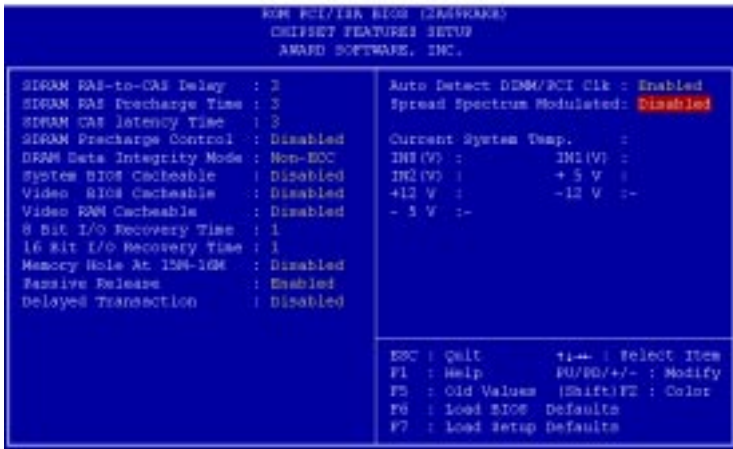 ROM PCI/ISA BIOS (2A69KAKB)
CHIPSET FEATURES SETUP
AWARD SOFTWARE, INC.
SDRAM RAS-to-CAS Delay : 3
SDRAM RAS Precharge Time : 3
SDRAM CAS latency Time : 3
SDRAM Precharge Control : Disabled
DRAM Data Integrity Mode : Non-ECC
System BIOS Cacheable : Disabled
Video BIOS Cacheable : Disabled
Video RAM Cacheable : Disabled
8 Bit I/O Recovery Time : 1
16 Bit I/O Recovery Time : 1
Memory Hole At 15M-16M : Disabled
Passive Release : Enabled
Delayed Transaction : Disabled
Auto Detect DIMM/PCI Clk : Enabled
Spread Spectrum Modulated: Disabled
Current System Temp. :
IN0(V) : IN1(V) :
IN2(V) : + 5 V :
+12 V : -12 V :-
- 5 V :-
ESC : Quit ↑↓→← : Select Item
F1 : Help PU/PD/+/- : Modify
F5 : Old Values (Shift)F2 : Color
F6 : Load BIOS Defaults
F7 : Load Setup Defaults